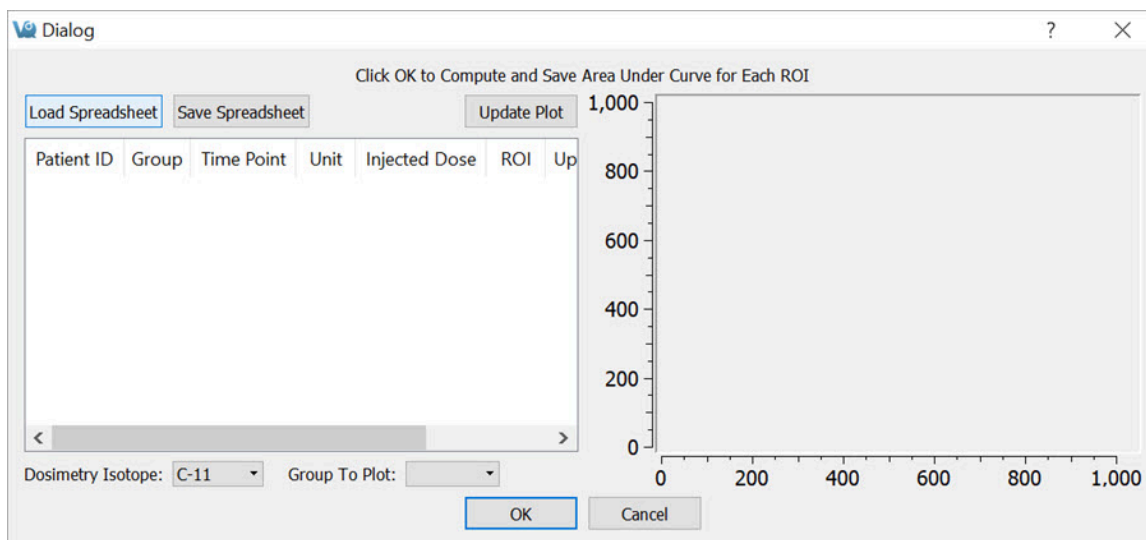 Dialog
?
Click OK to Compute and Save Area Under Curve for Each ROI
Load Spreadsheet Save Spreadsheet Update Plot
Patient ID Group Time Point Unit Injected Dose ROI Up
1,000
800
600
400
200
0
0 200 400 600 800 1,000
Dosimetry Isotope: C-11 Group To Plot:
OK Cancel